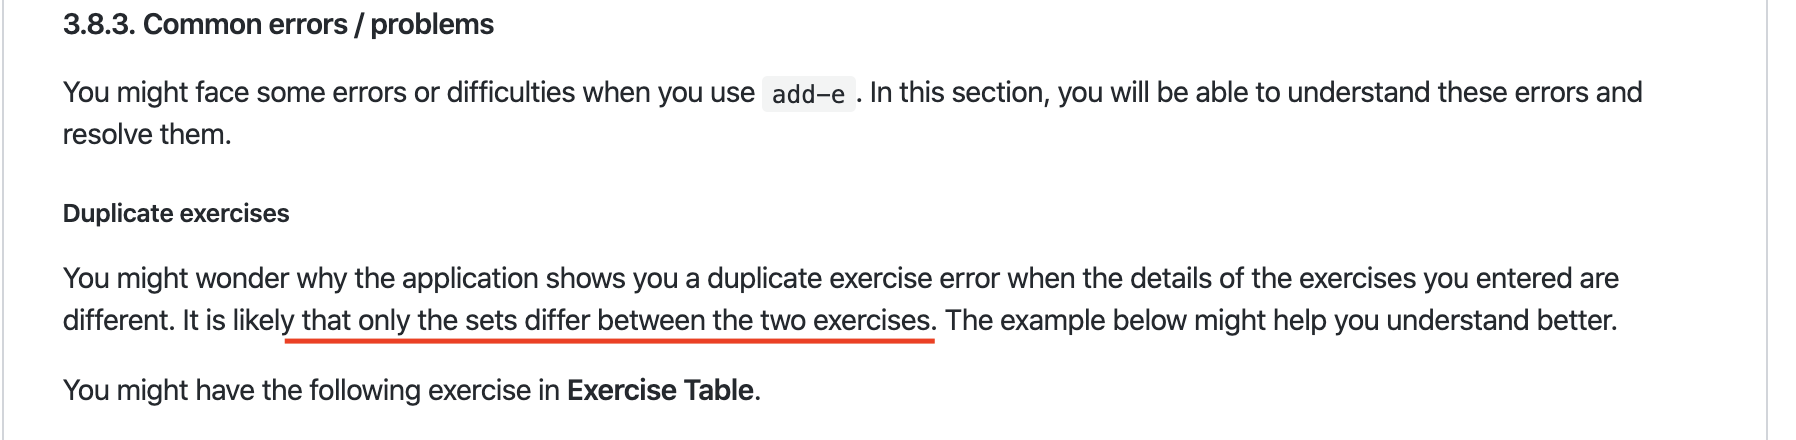 3.8.3. Common errors / problems
You might face some errors or difficulties when you use add-e . In this section, you will be able to understand these errors and
resolve them.
Duplicate exercises
You might wonder why the application shows you a duplicate exercise error when the details of the exercises you entered are
different. It is likely that only the sets differ between the two exercises. The example below might help you understand better.
You might have the following exercise in Exercise Table.